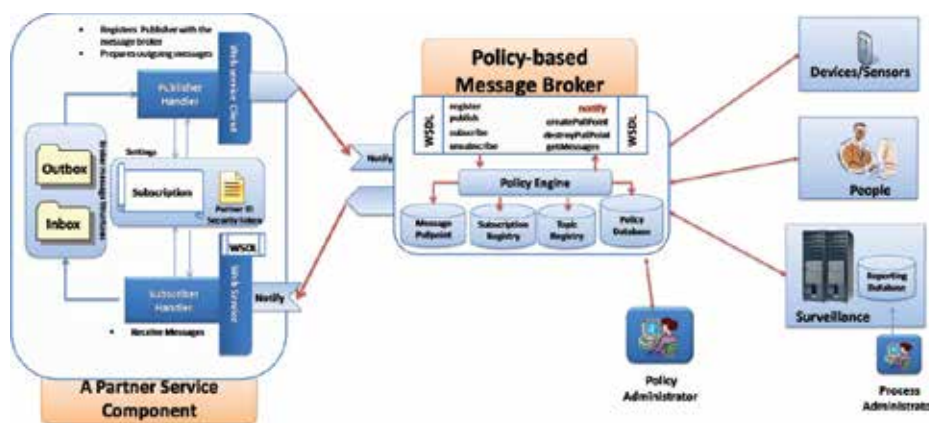 • Registers Publisher with the
message broker
• Prepares outgoing messages
Publisher
Handler
Web service Client
Outbox
Inbox
Settings
Subscription
Partner ID
Security Token
WSDL
Subscriber
Handler
Web Service
• Receive Messages
A Partner Service
Component
Notify
Notify
Policy-based
Message Broker
WSDL
register
publish
subscribe
unsubscribe
notify
createPullPoint
destroyPullPoint
getMessages
WSDL
Policy Engine
Message
Pullpoint
Subscription
Registry
Topic
Registry
Policy
Database
Policy
Administrator
Devices/Sensors
People
Reporting
Database
Surveillance
Process
Administrat